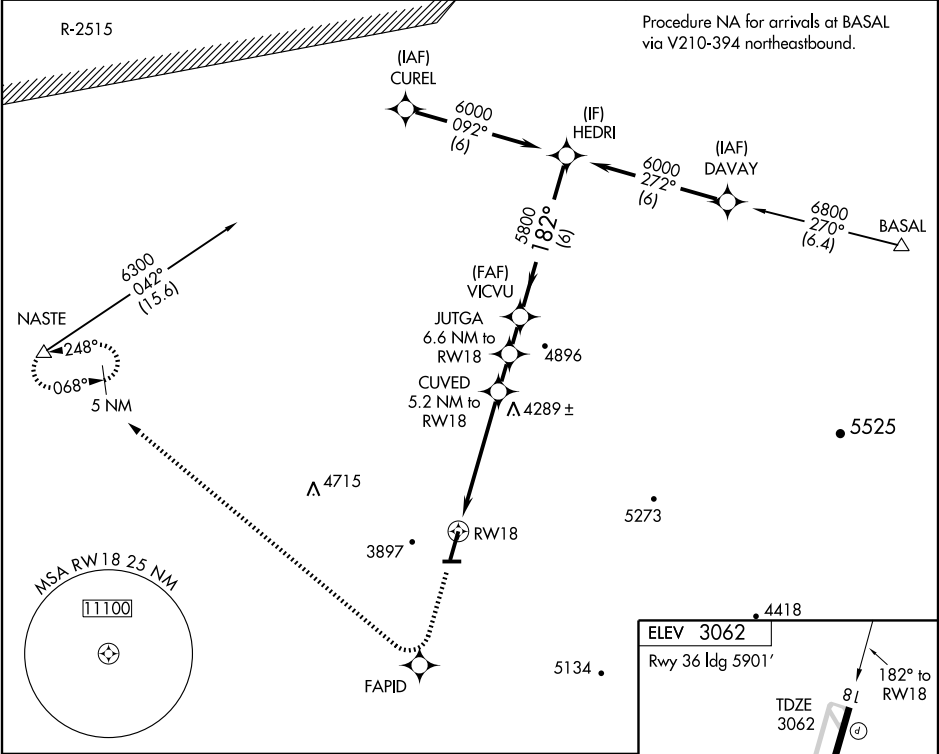 R-2515
Procedure NA for arrivals at BASAL
via V210-394 northeastbound.
(IAF)
CUREL
6000
092°
(6)
(IF)
HEDRI
6000
272°
(6)
(IAF)
DAVAY
6800
270°
(6.4)
BASAL
5800
182°
(6)
6300
042°
(15.6)
NASTE
248°
068°
5 NM
(FAF)
VICVU
JUTGA
6.6 NM to
RW18
4896
CUVED
5.2 NM to
RW18
4289 ±
5525
4715
5273
3897
RW18
MSA RW18 25 NM
11100
4418
FAPID
5134
ELEV 3062
Rwy 36 ldg 5901'
182° to
RW18
18
TDZE
3062
P